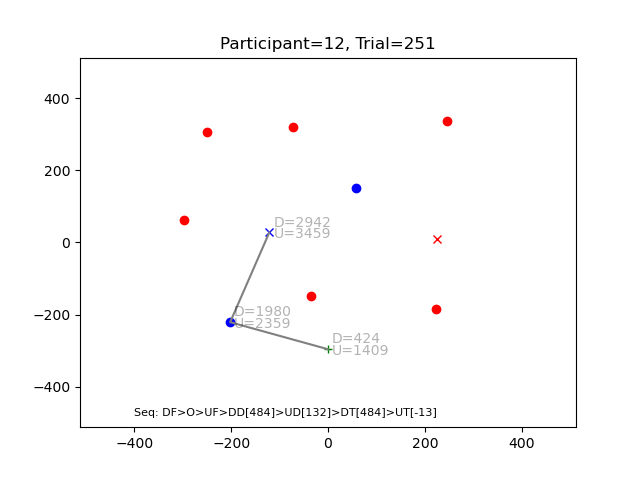 Participant=12, Trial=251
400
200
0
−200
−400
D=2942
U=3459
D=1980
U=2359
D=424
U=1409
Seq: DF>O>UF>DD[484]>UD[132]>DT[484]>UT[-13]
−400
−200
0
200
400